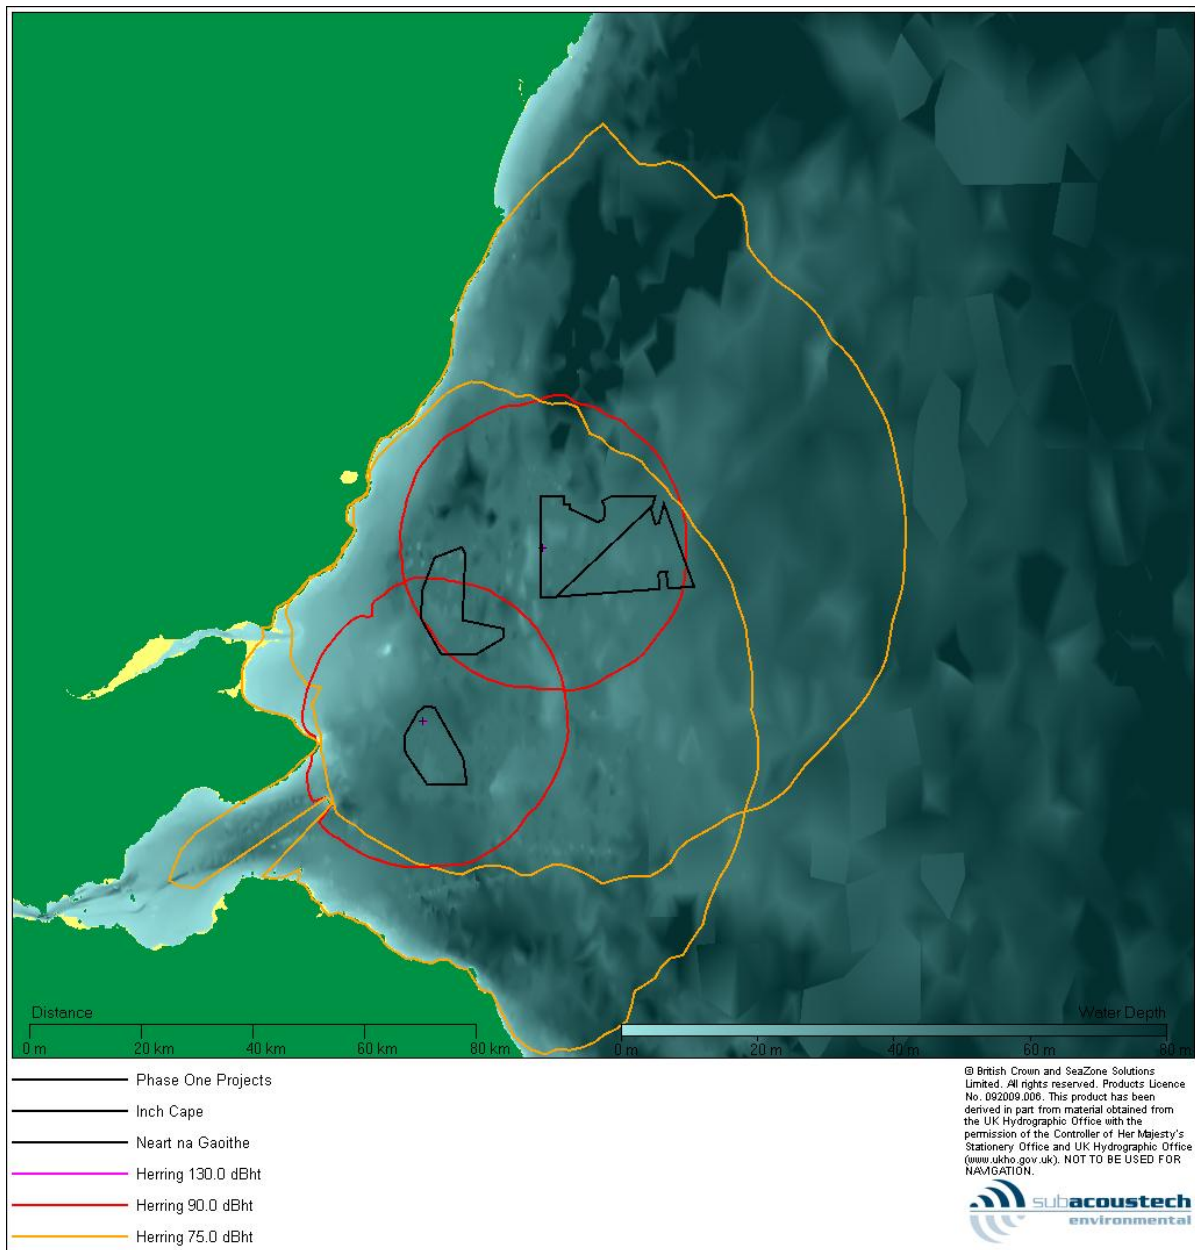 Distance
0 m 20 km 40 km 60 km 80 km
Water Depth
0 m 20 m 40 m 60 m 80 m
Phase One Projects
Inch Cape
Neart na Gaoithe
Herring 130.0 dBht
Herring 90.0 dBht
Herring 75.0 dBht
@ British Crown and SeaZone Solutions
Limited. All rights reserved. Products Licence
No. 092009.006. This product has been
derived in part from material obtained from
the UK Hydrographic Office with the
permission of the Controller of Her Majesty's
Stationery Office and UK Hydrographic Office
(www.ukho.gov.uk). NOT TO BE USED FOR
NAVIGATION.
subacoustech
environmental